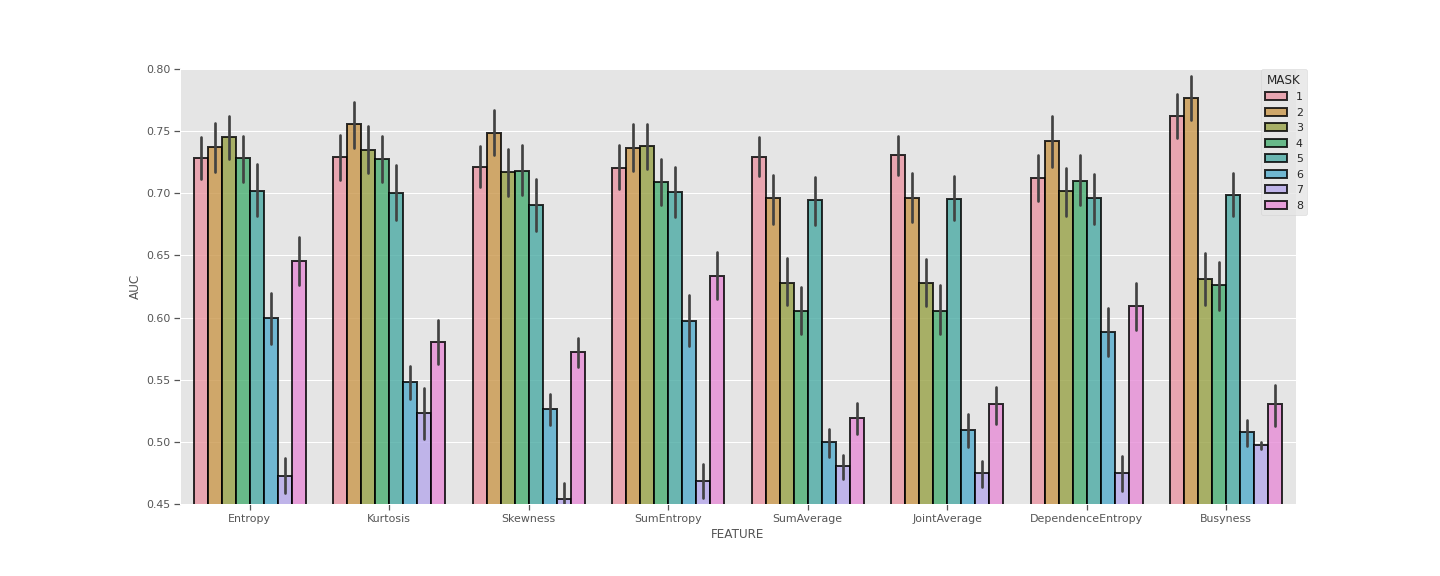 0.80
0.75
0.70
0.65
0.60
0.55
0.50
0.45
AUC
Entropy
Kurtosis
Skewness
SumEntropy
SumAverage
JointAverage
DependenceEntropy
Busyness
FEATURE
MASK
1
2
3
4
5
6
7
8